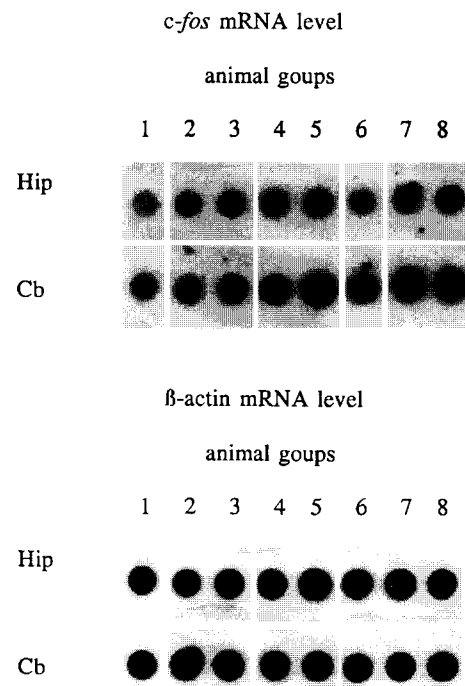 c-fos mRNA level
animal goups
1 2 3 4 5 6 7 8
Hip
Cb
ß-actin mRNA level
animal goups
1 2 3 4 5 6 7 8
Hip
Cb